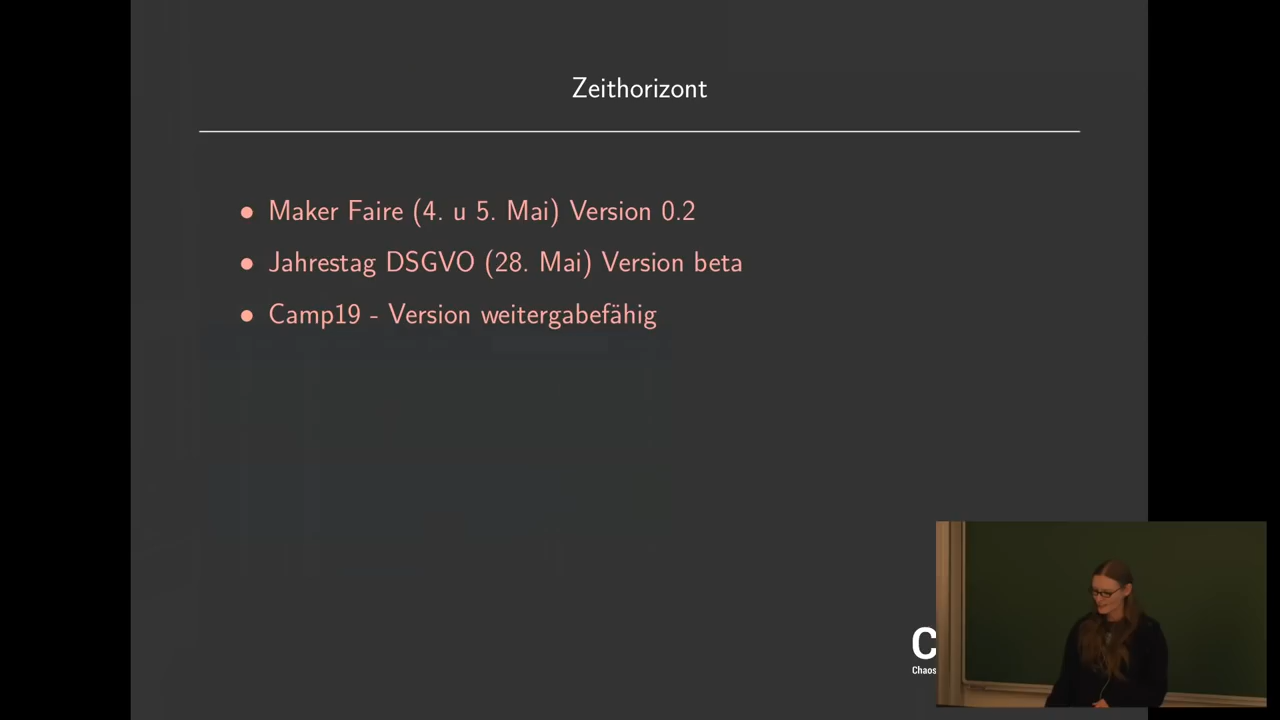 Zeithorizont
• Maker Faire (4. u 5. Mai) Version 0.2
• Jahrestag DSGVO (28. Mai) Version beta
• Camp19 - Version weitergabefähig
C
Chaos